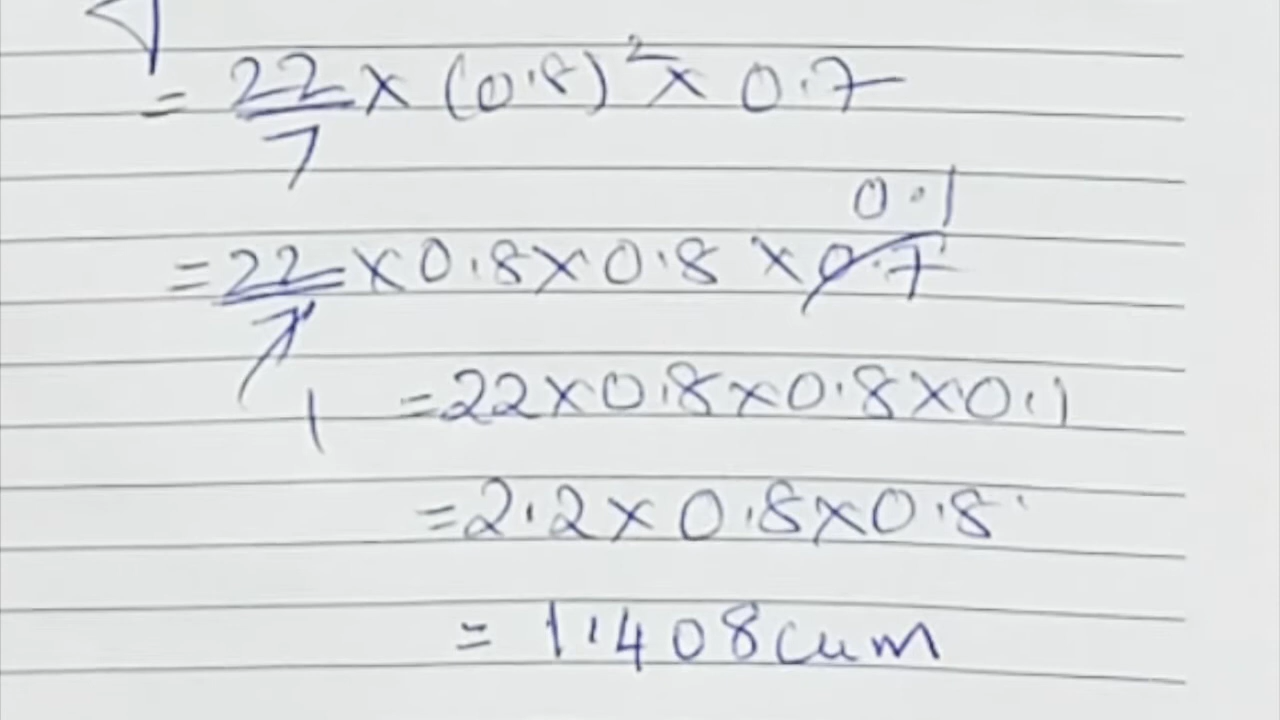 = 22/7 × (0.8)² × 0.7
0.1
= 22/7 × 0.8 × 0.8 × 0.7
1 = 22 × 0.8 × 0.8 × 0.1
= 2.2 × 0.8 × 0.8
= 1.408 cum